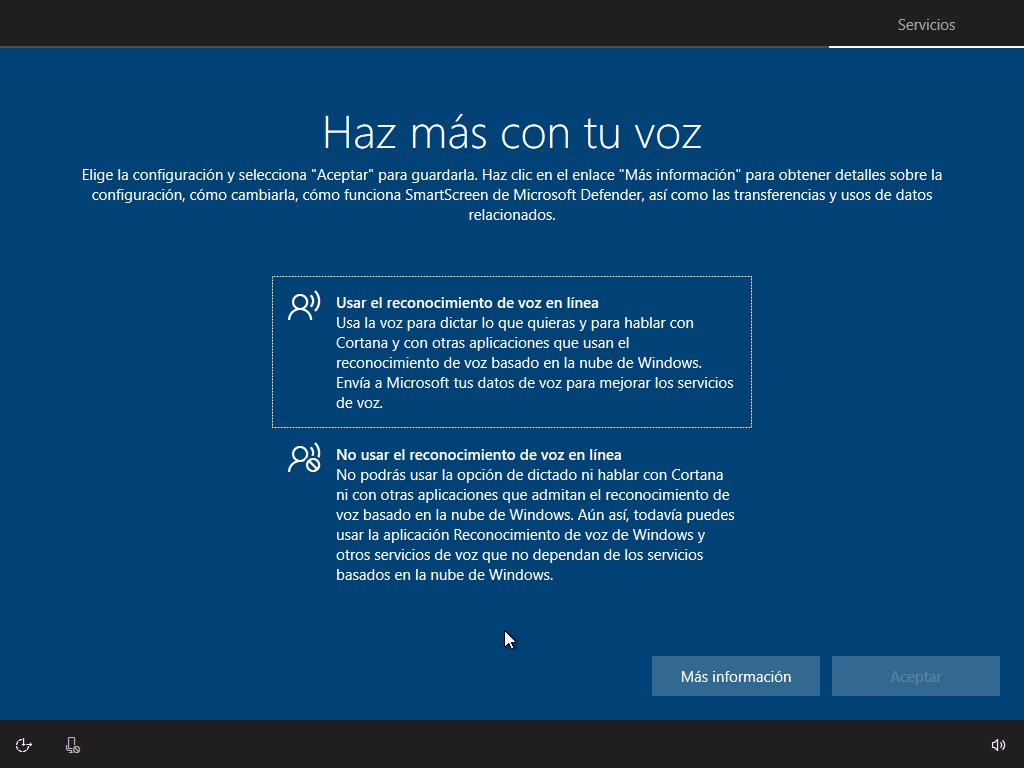 Servicios
Haz más con tu voz
Elige la configuración y selecciona "Aceptar" para guardarla. Haz clic en el enlace "Más información" para obtener detalles sobre la
configuración, cómo cambiarla, cómo funciona SmartScreen de Microsoft Defender, así como las transferencias y usos de datos
relacionados.
Usar el reconocimiento de voz en línea
Usa la voz para dictar lo que quieras y para hablar con
Cortana y con otras aplicaciones que usan el
reconocimiento de voz basado en la nube de Windows.
Envía a Microsoft tus datos de voz para mejorar los servicios
de voz.
No usar el reconocimiento de voz en línea
No podrás usar la opción de dictado ni hablar con Cortana
ni con otras aplicaciones que admitan el reconocimiento de
voz basado en la nube de Windows. Aún así, todavía puedes
usar la aplicación Reconocimiento de voz de Windows y
otros servicios de voz que no dependan de los servicios
basados en la nube de Windows.
Más información
Aceptar